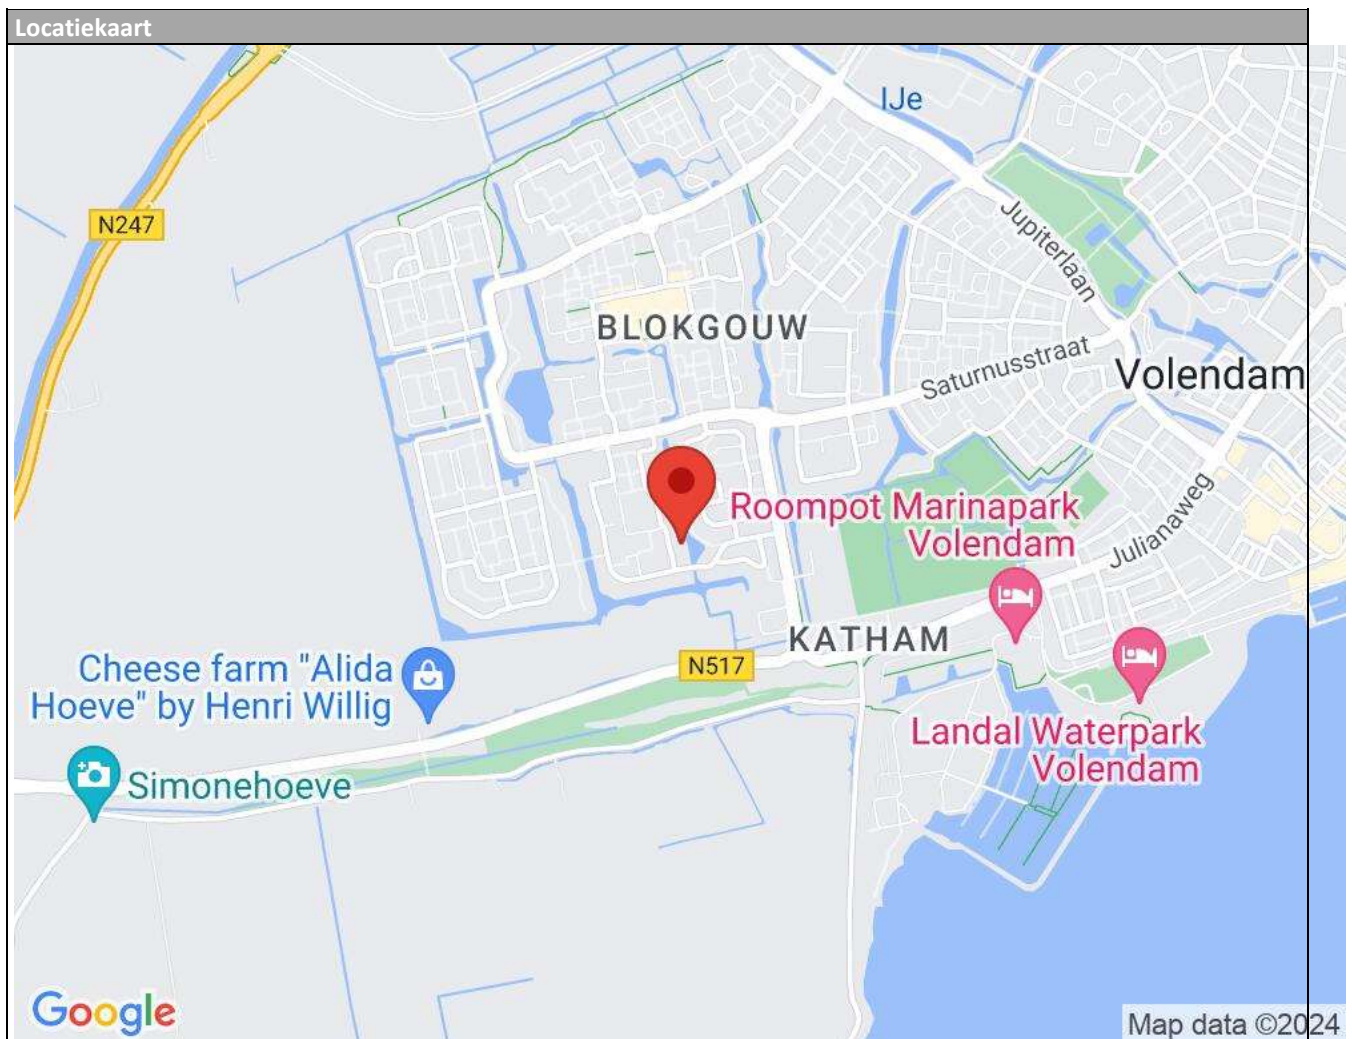 Locatiekaart
IJe
N247
Jupiterlaan
BLOKGOUW
Saturnusstraat
Volendam
Roompot Marinapark
Volendam
Julianaweg
KATHAM
N517
Cheese farm "Alida
Hoeve" by Henri Willig
Landal Waterpark
Volendam
Simonehoeve
Google
Map data ©2024